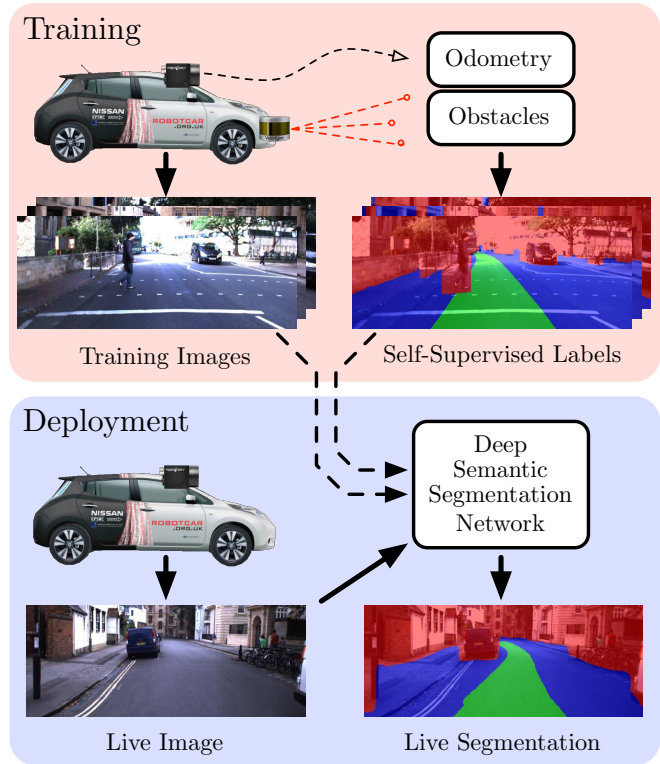 Training
Odometry
Obstacles
NISSAN
ROBOTCAR
.ORG.UK
Velodyne
Training Images
Self-Supervised Labels
Deployment
Deep
Semantic
Segmentation
Network
NISSAN
ROBOTCAR
.ORG.UK
Live Image
Live Segmentation